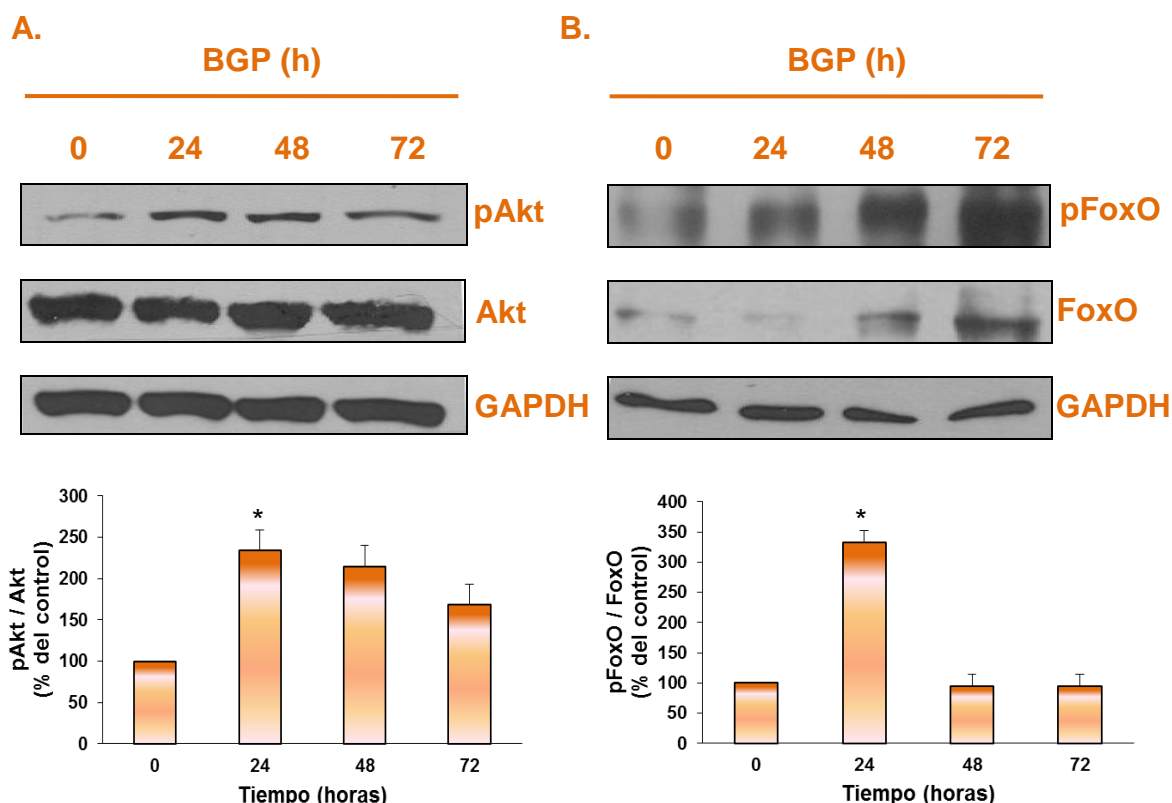 A.
BGP (h)
0 24 48 72
pAkt
Akt
GAPDH
300
250
200
150
100
50
0
pAkt / Akt
(% del control)
*
0 24 48 72
Tiempo (horas)
B.
BGP (h)
0 24 48 72
pFoxO
FoxO
GAPDH
400
350
300
250
200
150
100
50
0
pFoxO / FoxO
(% del control)
*
0 24 48 72
Tiempo (horas)